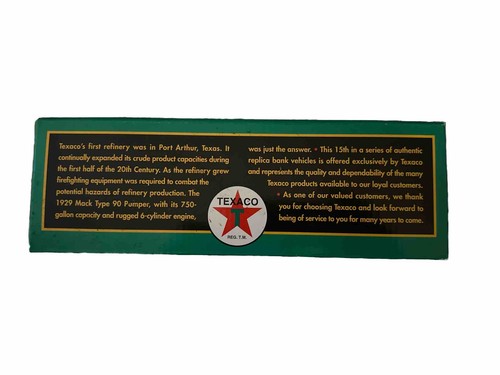 Texaco's first refinery was in Port Arthur, Texas. It
continually expanded its crude product capacities during
the first half of the 20th Century. As the refinery grew
firefighting equipment was required to combat the
potential hazards of refinery production. The
1929 Mack Type 90 Pumper, with its 750-
gallon capacity and rugged 6-cylinder engine,
was just the answer. • This 15th in a series of authentic
replica bank vehicles is offered exclusively by Texaco
and represents the quality and dependability of the many
Texaco products available to our loyal customers.
• As one of our valued customers, we thank
you for choosing Texaco and look forward to
being of service to you for many years to come.
TEXACO
T
REG. T.M.